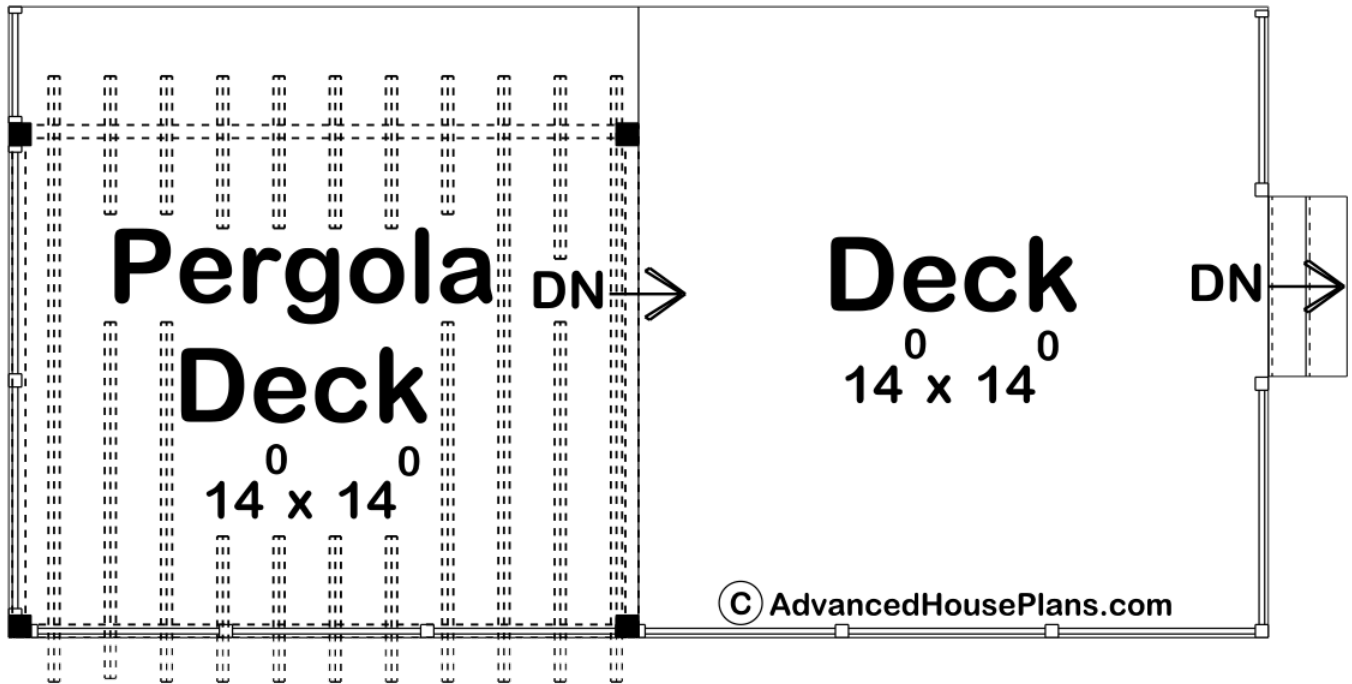 Pergola
Deck
14⁰ x 14⁰
DN
Deck
14⁰ x 14⁰
DN
© AdvancedHousePlans.com